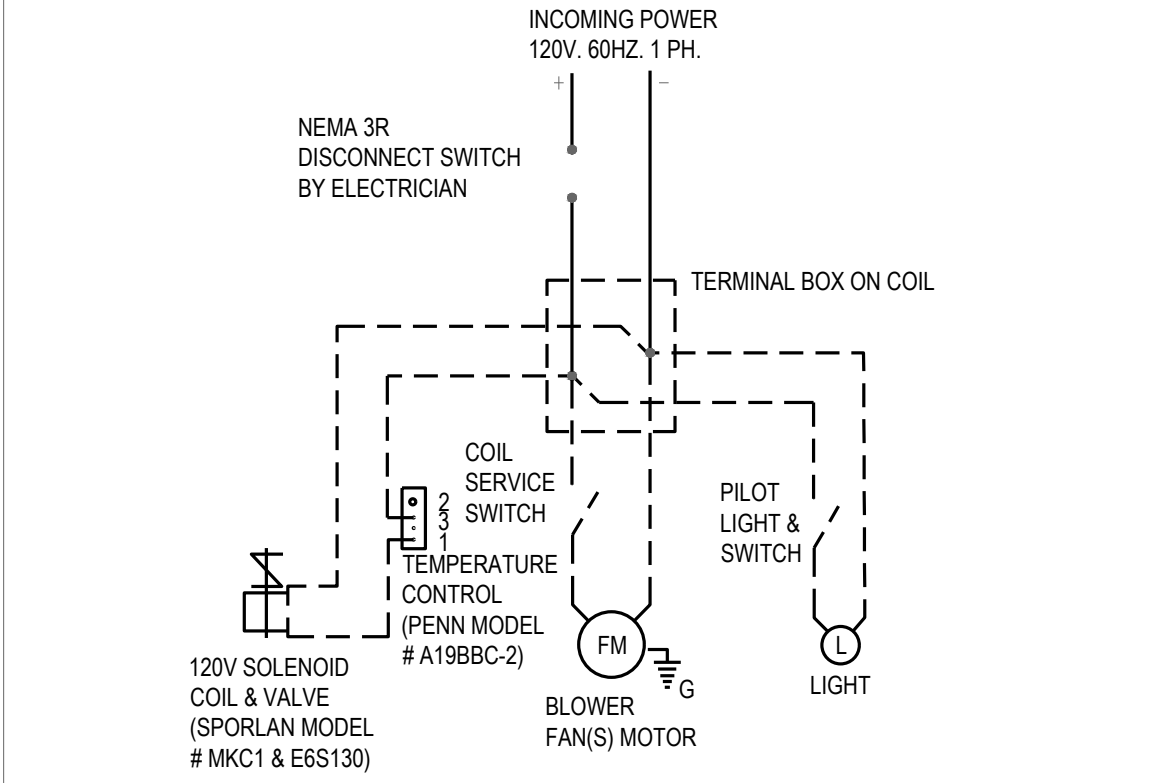 INCOMING POWER
120V. 60HZ. 1 PH.
+
–
NEMA 3R
DISCONNECT SWITCH
BY ELECTRICIAN
TERMINAL BOX ON COIL
COIL
SERVICE
SWITCH
2
3
1
TEMPERATURE
CONTROL
(PENN MODEL
# A19BBC-2)
PILOT
LIGHT &
SWITCH
120V SOLENOID
COIL & VALVE
(SPORLAN MODEL
# MKC1 & E6S130)
FM
G
BLOWER
FAN(S) MOTOR
L
LIGHT